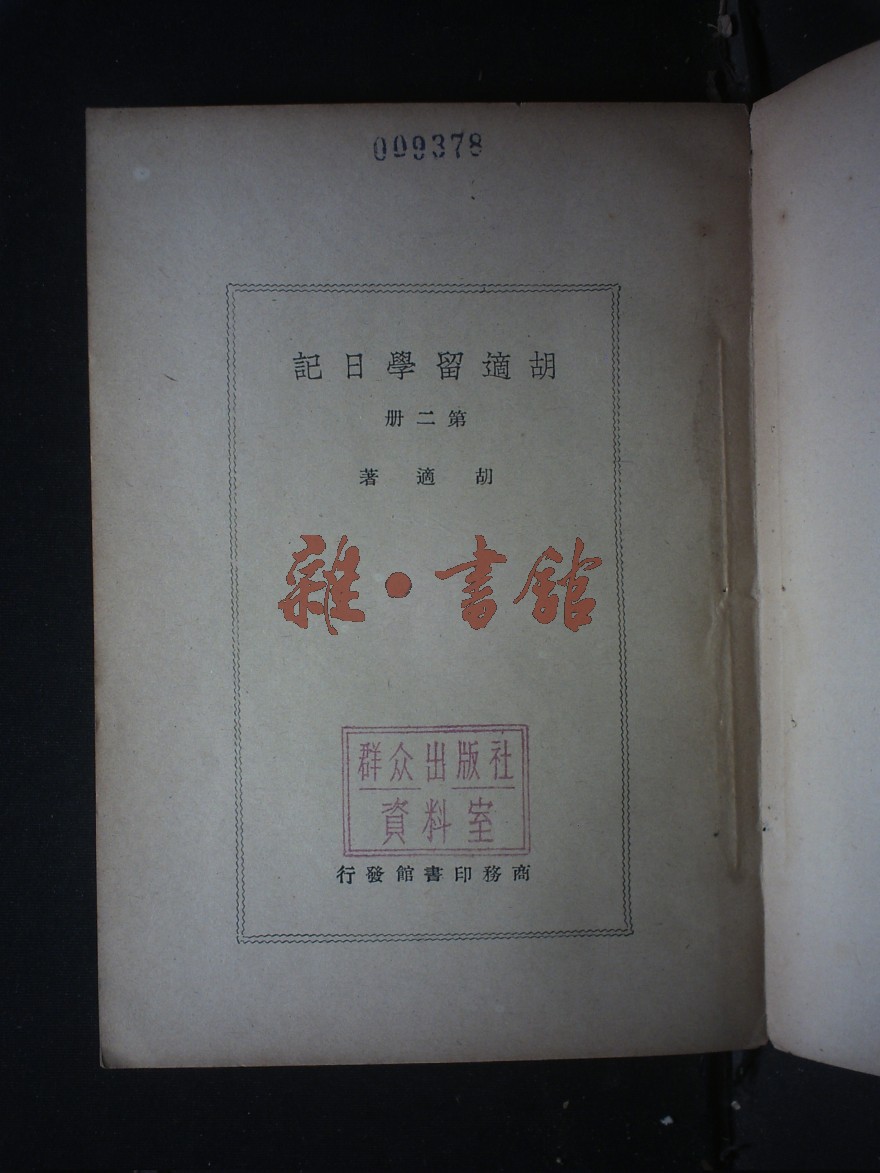 009378
胡適留學日記
第二册
胡適著
雜·書館
群众出版社
資料室
商務印書館發行